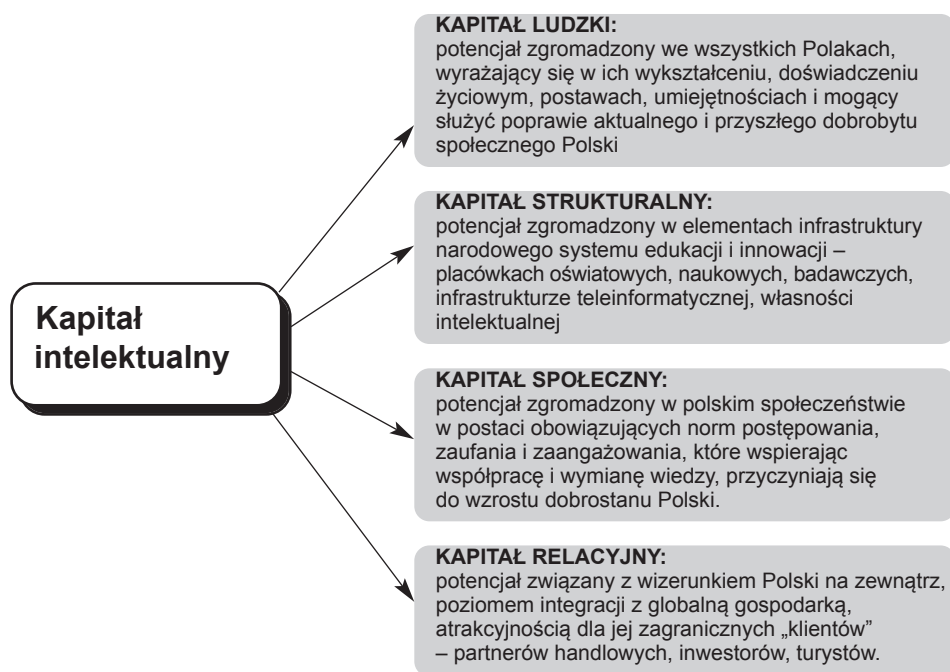 Kapitał
intelektualny
KAPITAŁ LUDZKI:
potencjał zgromadzony we wszystkich Polakach,
wyrażający się w ich wykształceniu, doświadczeniu
życiowym, postawach, umiejętnościach i mogący
służyć poprawie aktualnego i przyszłego dobrobytu
społecznego Polski
KAPITAŁ STRUKTURALNY:
potencjał zgromadzony w elementach infrastruktury
narodowego systemu edukacji i innowacji –
placówkach oświatowych, naukowych, badawczych,
infrastrukturze teleinformatycznej, własności
intelektualnej
KAPITAŁ SPOŁECZNY:
potencjał zgromadzony w polskim społeczeństwie
w postaci obowiązujących norm postępowania,
zaufania i zaangażowania, które wspierając
współpracę i wymianę wiedzy, przyczyniają się
do wzrostu dobrostanu Polski.
KAPITAŁ RELACYJNY:
potencjał związany z wizerunkiem Polski na zewnątrz,
poziomem integracji z globalną gospodarką,
atrakcyjnością dla jej zagranicznych „klientów”
– partnerów handlowych, inwestorów, turystów.